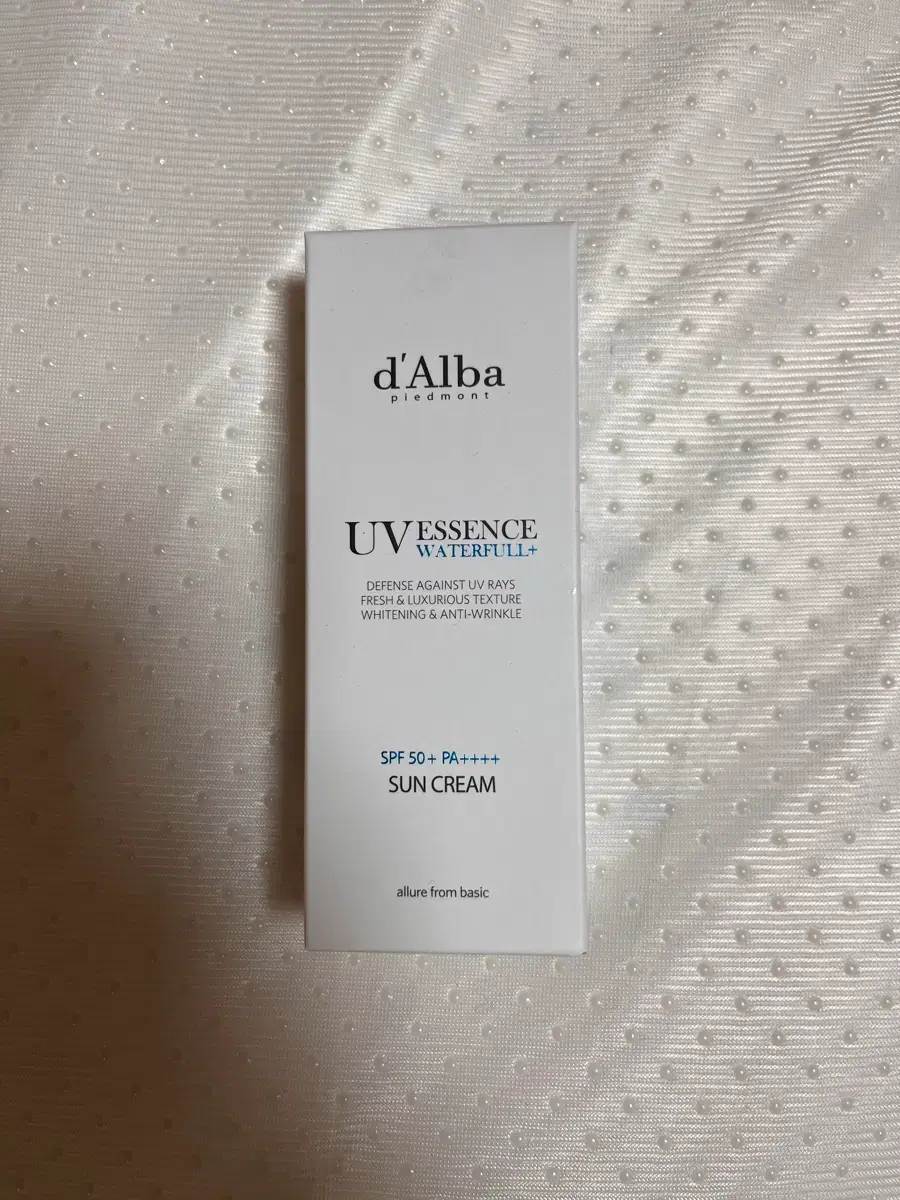 d'Alba
piedmont
UV ESSENCE
WATERFULL+
DEFENSE AGAINST UV RAYS
FRESH & LUXURIOUS TEXTURE
WHITENING & ANTI-WRINKLE
SPF 50+ PA++++
SUN CREAM
allure from basic